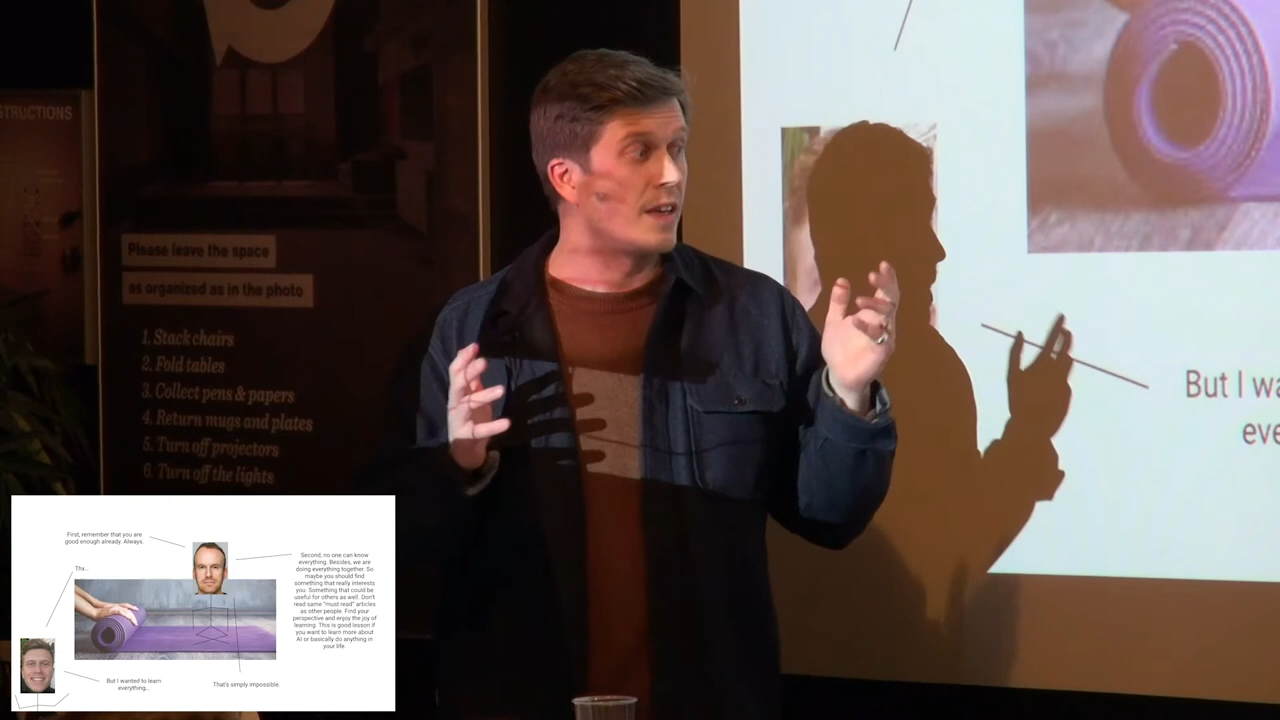 STRUCTIONS
Please leave the space
as organized as in the photo
1. Stack chairs
2. Fold tables
3. Collect pens & papers
4. Return mugs and plates
5. Turn off projectors
6. Turn off the lights
But I wa
eve
First, remember that you are
good enough already. Always.
Thx...
Second, no one can know
everything. Besides, we are
doing everything together. So
maybe you should find
something that really interests
you. Something that could be
useful for others as well. Don't
read same "must read" articles
as other people. Find your
perspective and enjoy the joy of
learning. This is good lesson if
you want to learn more about
AI or basically do anything in
your life.
But I wanted to learn
everything...
That's simply impossible.